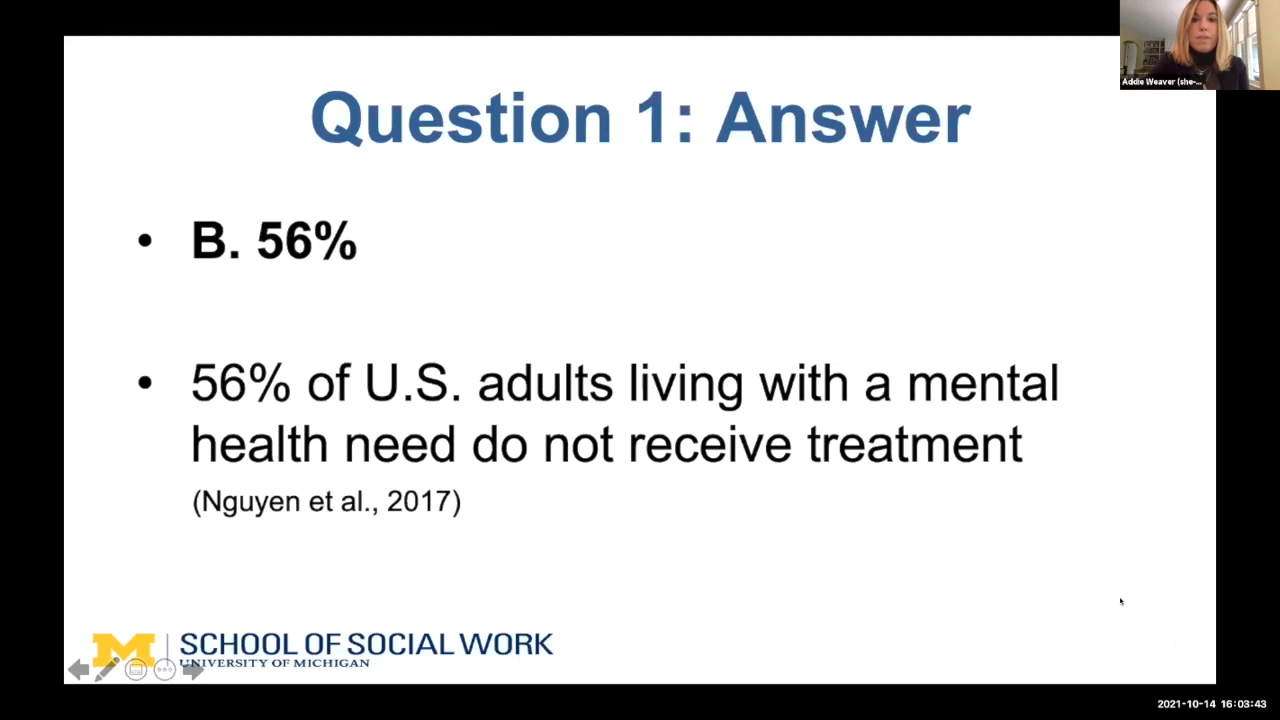 Addie Weaver (she-...
Question 1: Answer
• B. 56%
• 56% of U.S. adults living with a mental
health need do not receive treatment
(Nguyen et al., 2017)
M | SCHOOL OF SOCIAL WORK
UNIVERSITY OF MICHIGAN
2021-10-14 16:03:43